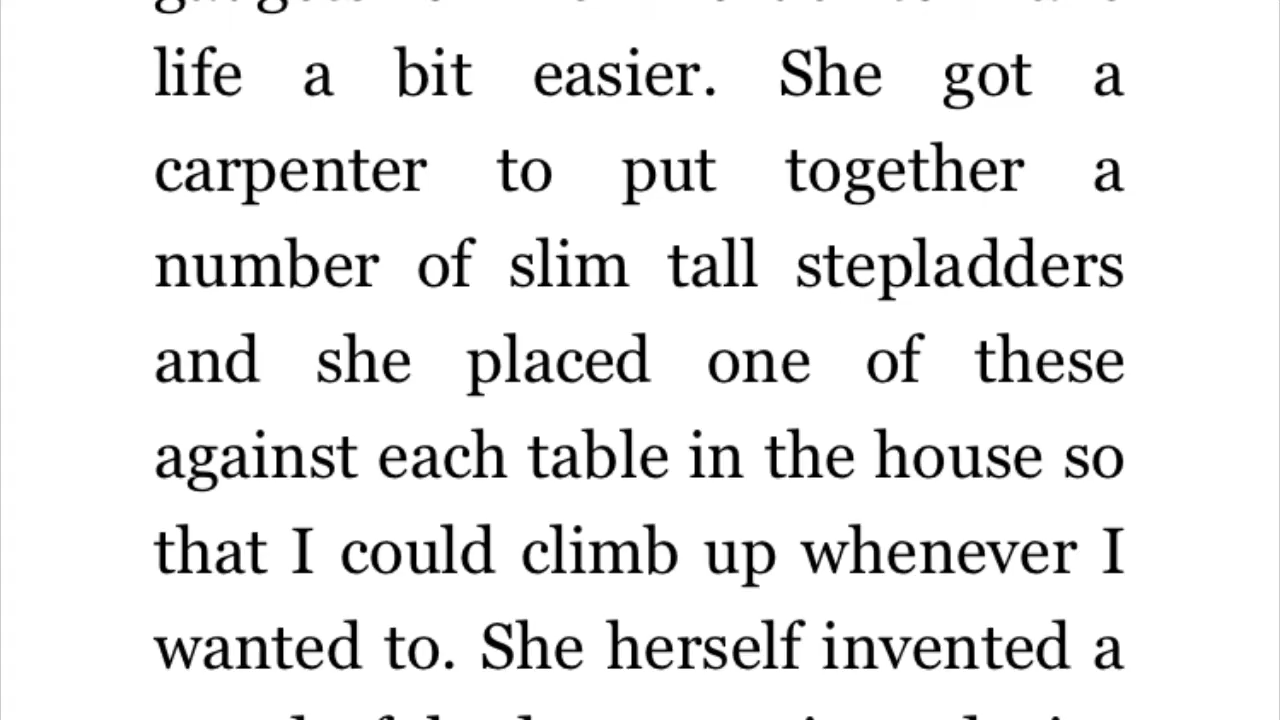 life a bit easier. She got a
carpenter to put together a
number of slim tall stepladders
and she placed one of these
against each table in the house so
that I could climb up whenever I
wanted to. She herself invented a